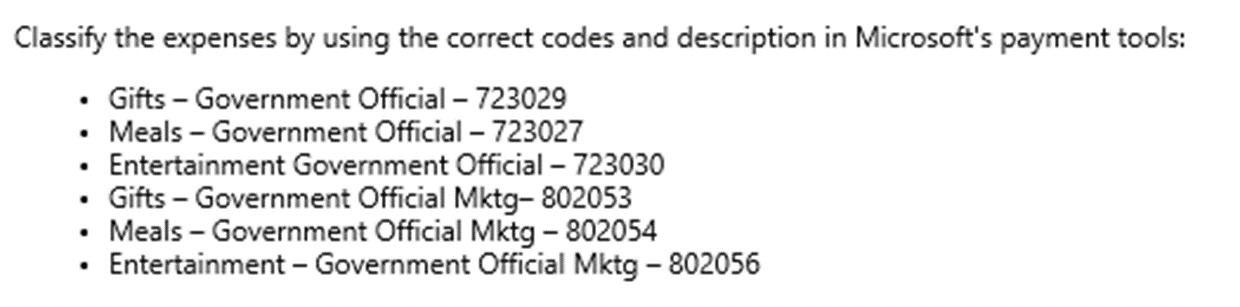 Classify the expenses by using the correct codes and description in Microsoft's payment tools:
• Gifts – Government Official – 723029
• Meals – Government Official – 723027
• Entertainment Government Official – 723030
• Gifts – Government Official Mktg– 802053
• Meals – Government Official Mktg – 802054
• Entertainment – Government Official Mktg – 802056